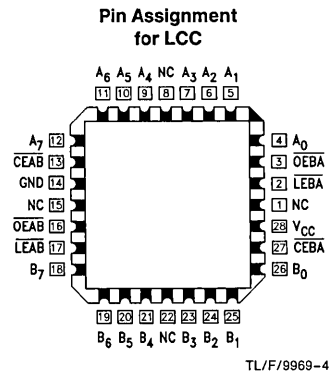 Pin Assignment
for LCC
A6 A5 A4 NC A3 A2 A1
11 10 9 8 7 6 5
A7 12
CEAB 13
GND 14
NC 15
OEAB 16
LEAB 17
B7 18
4 A0
3 OEBA
2 LEBA
1 NC
28 VCC
27 CEBA
26 B0
19 20 21 22 23 24 25
B6 B5 B4 NC B3 B2 B1
TL/F/9969-4